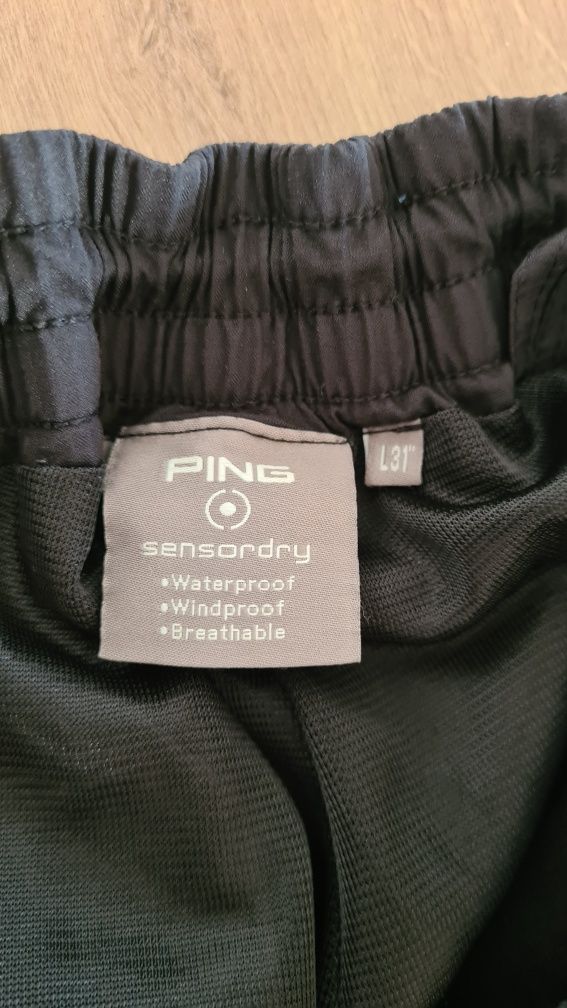 PING
sensordry
•Waterproof
•Windproof
•Breathable
L31"